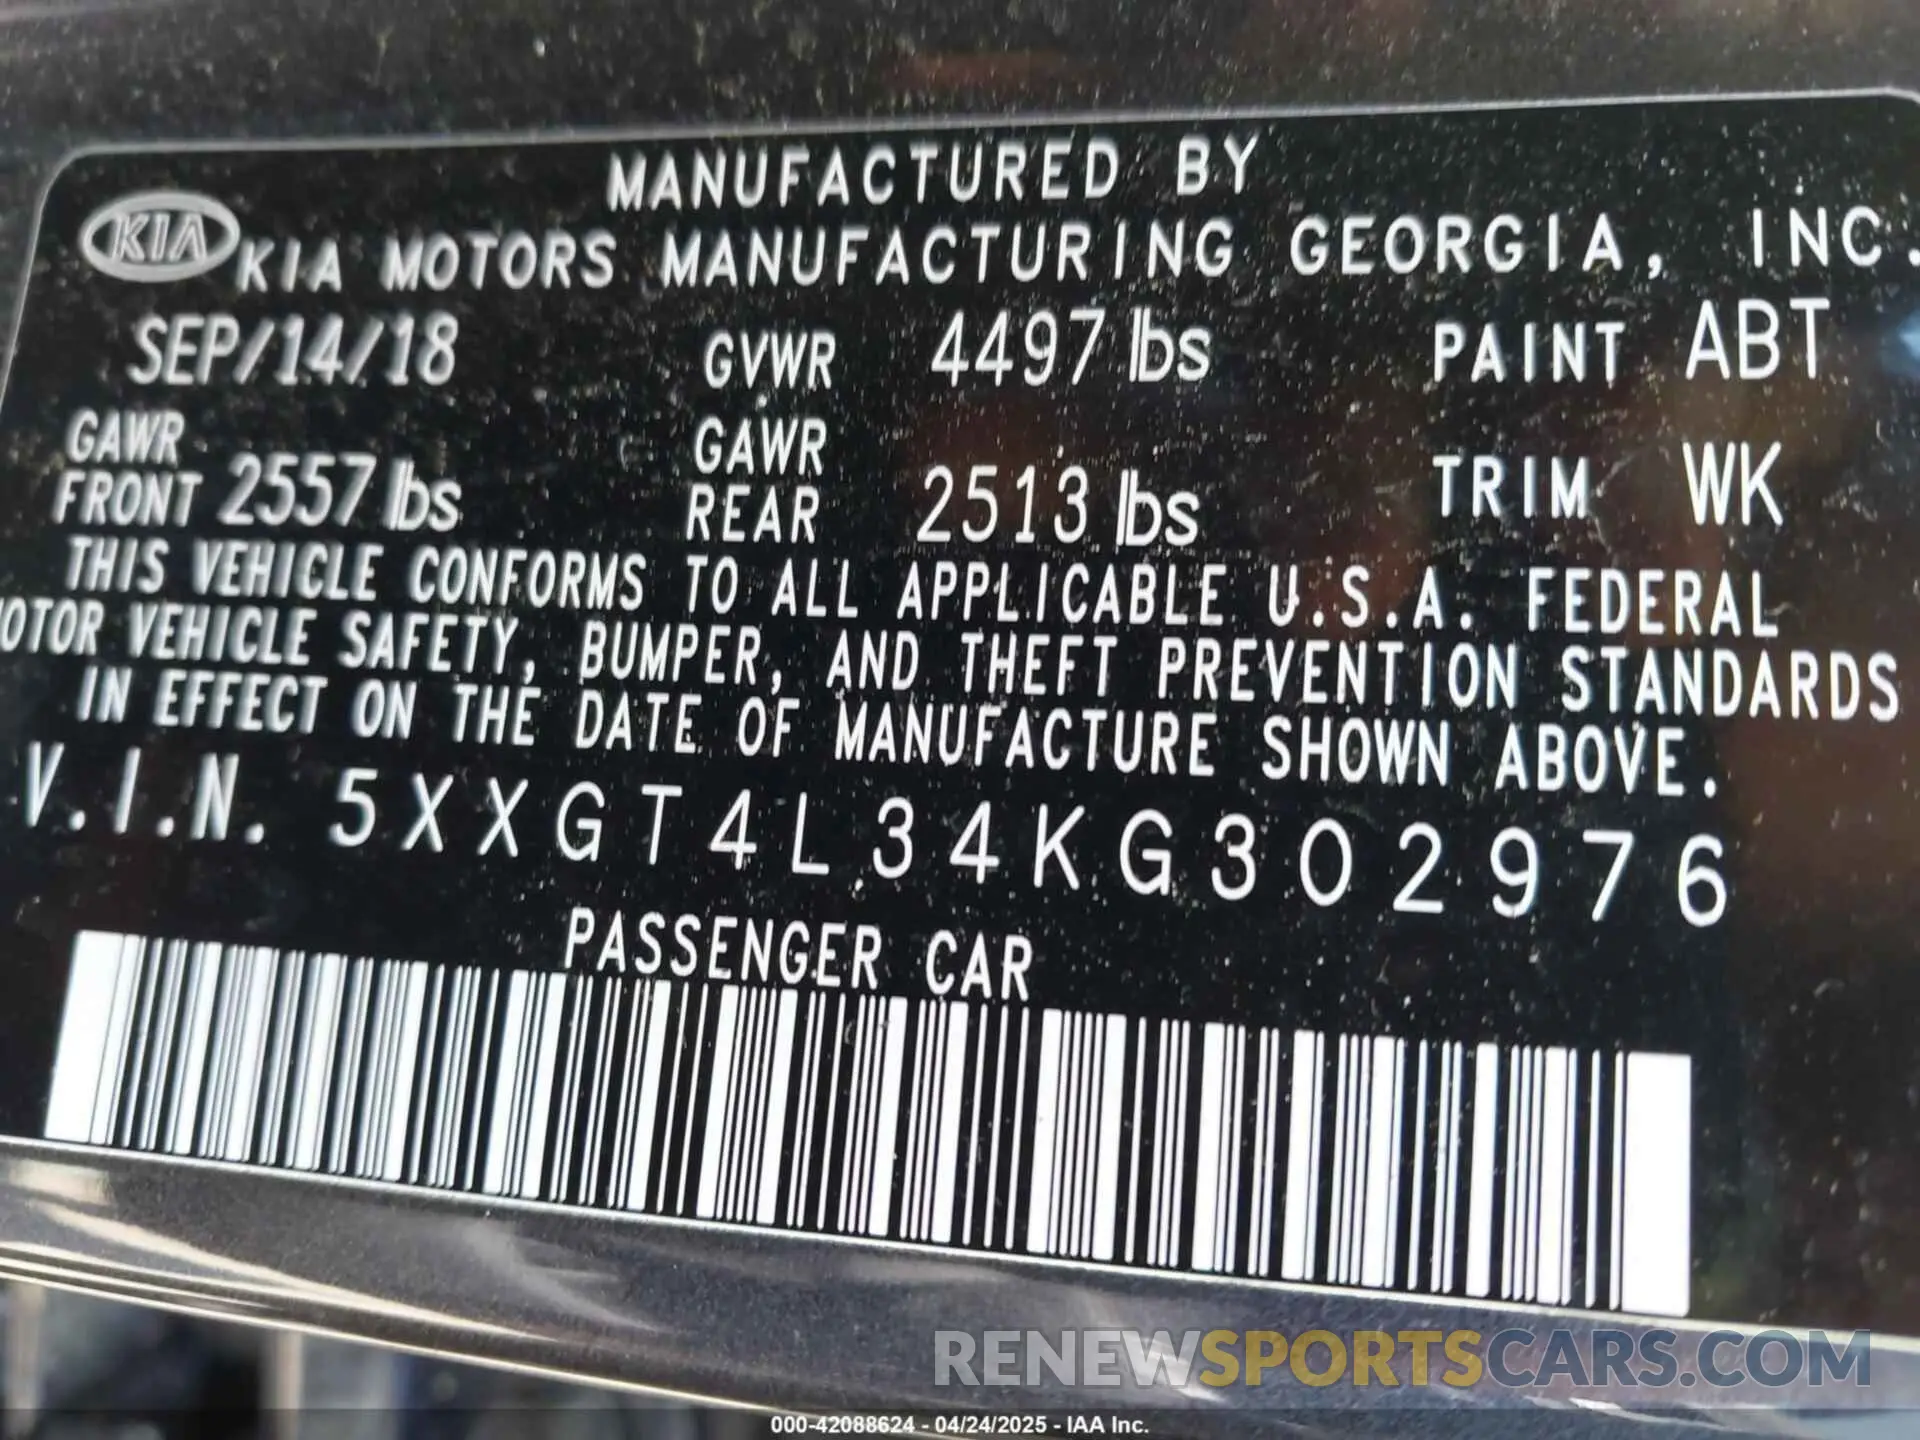 MANUFACTURED BY
KIA KIA MOTORS MANUFACTURING GEORGIA, INC.
SEP/14/18 GVWR 4497 lbs PAINT ABT
GAWR FRONT 2557 lbs GAWR REAR 2513 lbs TRIM WK
THIS VEHICLE CONFORMS TO ALL APPLICABLE U.S.A. FEDERAL
OTOR VEHICLE SAFETY, BUMPER, AND THEFT PREVENTION STANDARDS
IN EFFECT ON THE DATE OF MANUFACTURE SHOWN ABOVE.
V.I.N. 5XXGT4L34KG302976
PASSENGER CAR
RENEWSPORTSCARS.COM
000-42088624 - 04/24/2025 - IAA Inc.